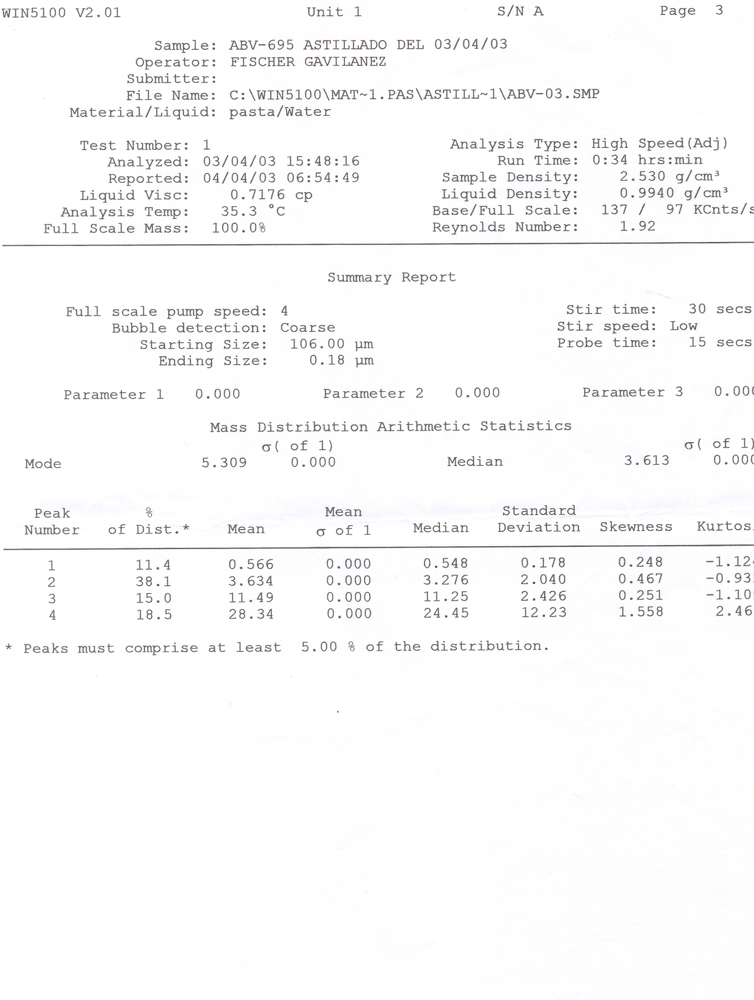 WIN5100 V2.01 Unit 1 S/N A Page 3
Sample: ABV-695 ASTILLADO DEL 03/04/03
Operator: FISCHER GAVILANEZ
Submitter:
File Name: C:\WIN5100\MAT~1.PAS\ASTILL~1\ABV-03.SMP
Material/Liquid: pasta/Water
Test Number: 1 Analysis Type: High Speed(Adj)
Analyzed: 03/04/03 15:48:16 Run Time: 0:34 hrs:min
Reported: 04/04/03 06:54:49 Sample Density: 2.530 g/cm³
Liquid Visc: 0.7176 cp Liquid Density: 0.9940 g/cm³
Analysis Temp: 35.3 °C Base/Full Scale: 137 / 97 KCnts/s
Full Scale Mass: 100.0% Reynolds Number: 1.92
Summary Report
Full scale pump speed: 4 Stir time: 30 secs
Bubble detection: Coarse Stir speed: Low
Starting Size: 106.00 µm Probe time: 15 secs
Ending Size: 0.18 µm
Parameter 1 0.000 Parameter 2 0.000 Parameter 3 0.000
Mass Distribution Arithmetic Statistics
σ( of 1) σ( of 1)
Mode 5.309 0.000 Median 3.613 0.000
Peak % Mean Standard
Number of Dist.* Mean σ of 1 Median Deviation Skewness Kurtosi
1 11.4 0.566 0.000 0.548 0.178 0.248 -1.124
2 38.1 3.634 0.000 3.276 2.040 0.467 -0.93
3 15.0 11.49 0.000 11.25 2.426 0.251 -1.10
4 18.5 28.34 0.000 24.45 12.23 1.558 2.46
* Peaks must comprise at least 5.00 % of the distribution.